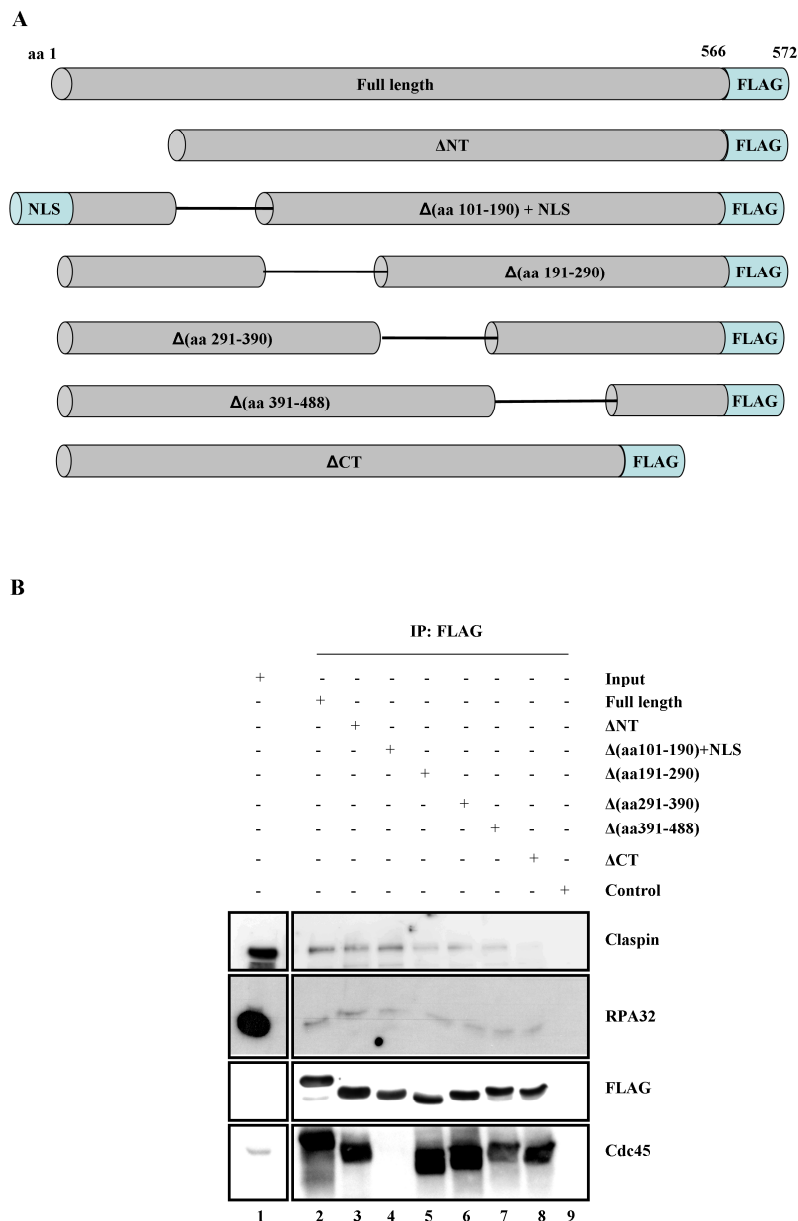 A
aa 1 566 572
Full length FLAG
ΔNT FLAG
NLS Δ(aa 101-190) + NLS FLAG
Δ(aa 191-290) FLAG
Δ(aa 291-390) FLAG
Δ(aa 391-488) FLAG
ΔCT FLAG
B
IP: FLAG
+ - - - - - - - - Input
- + - - - - - - - Full length
- - + - - - - - - ΔNT
- - - + - - - - - Δ(aa101-190)+NLS
- - - - + - - - - Δ(aa191-290)
- - - - - + - - - Δ(aa291-390)
- - - - - - + - - Δ(aa391-488)
- - - - - - - + - ΔCT
- - - - - - - - + Control
Claspin
RPA32
FLAG
Cdc45
1 2 3 4 5 6 7 8 9